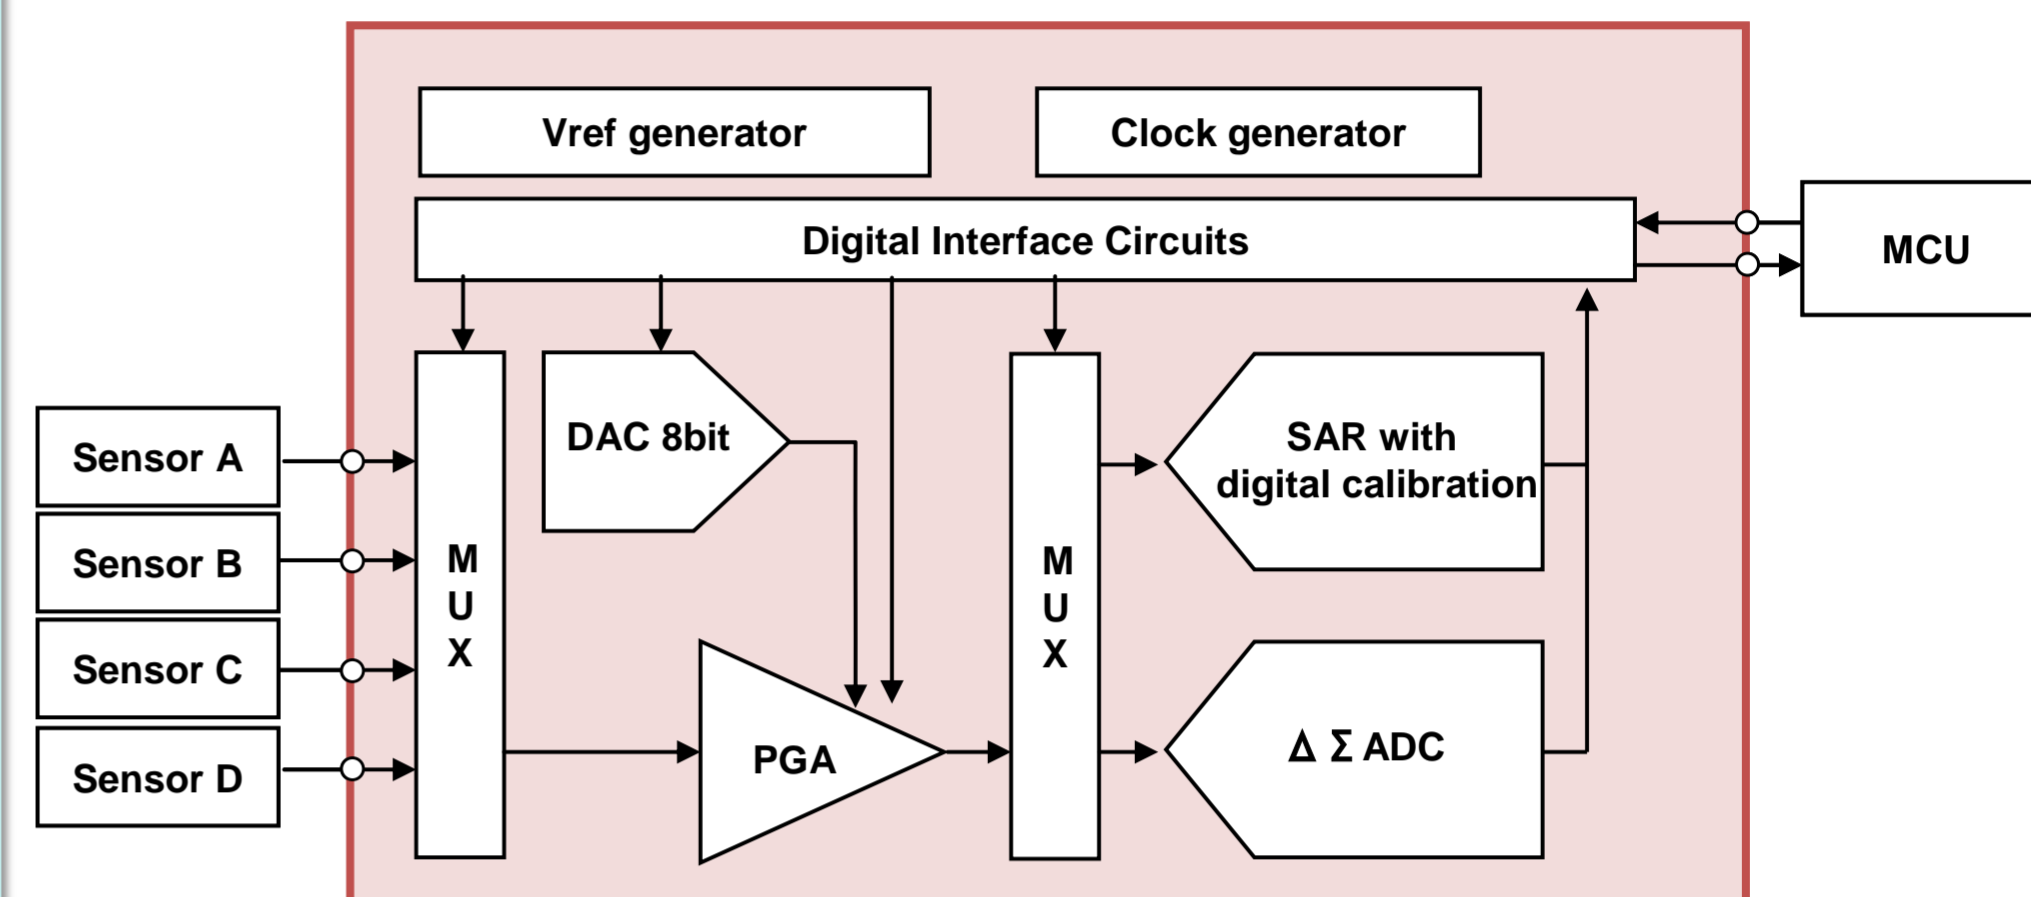 Vref generator
Clock generator
Digital Interface Circuits
MCU
Sensor A
Sensor B
Sensor C
Sensor D
M
U
X
DAC 8bit
PGA
M
U
X
SAR with
digital calibration
Δ Σ ADC